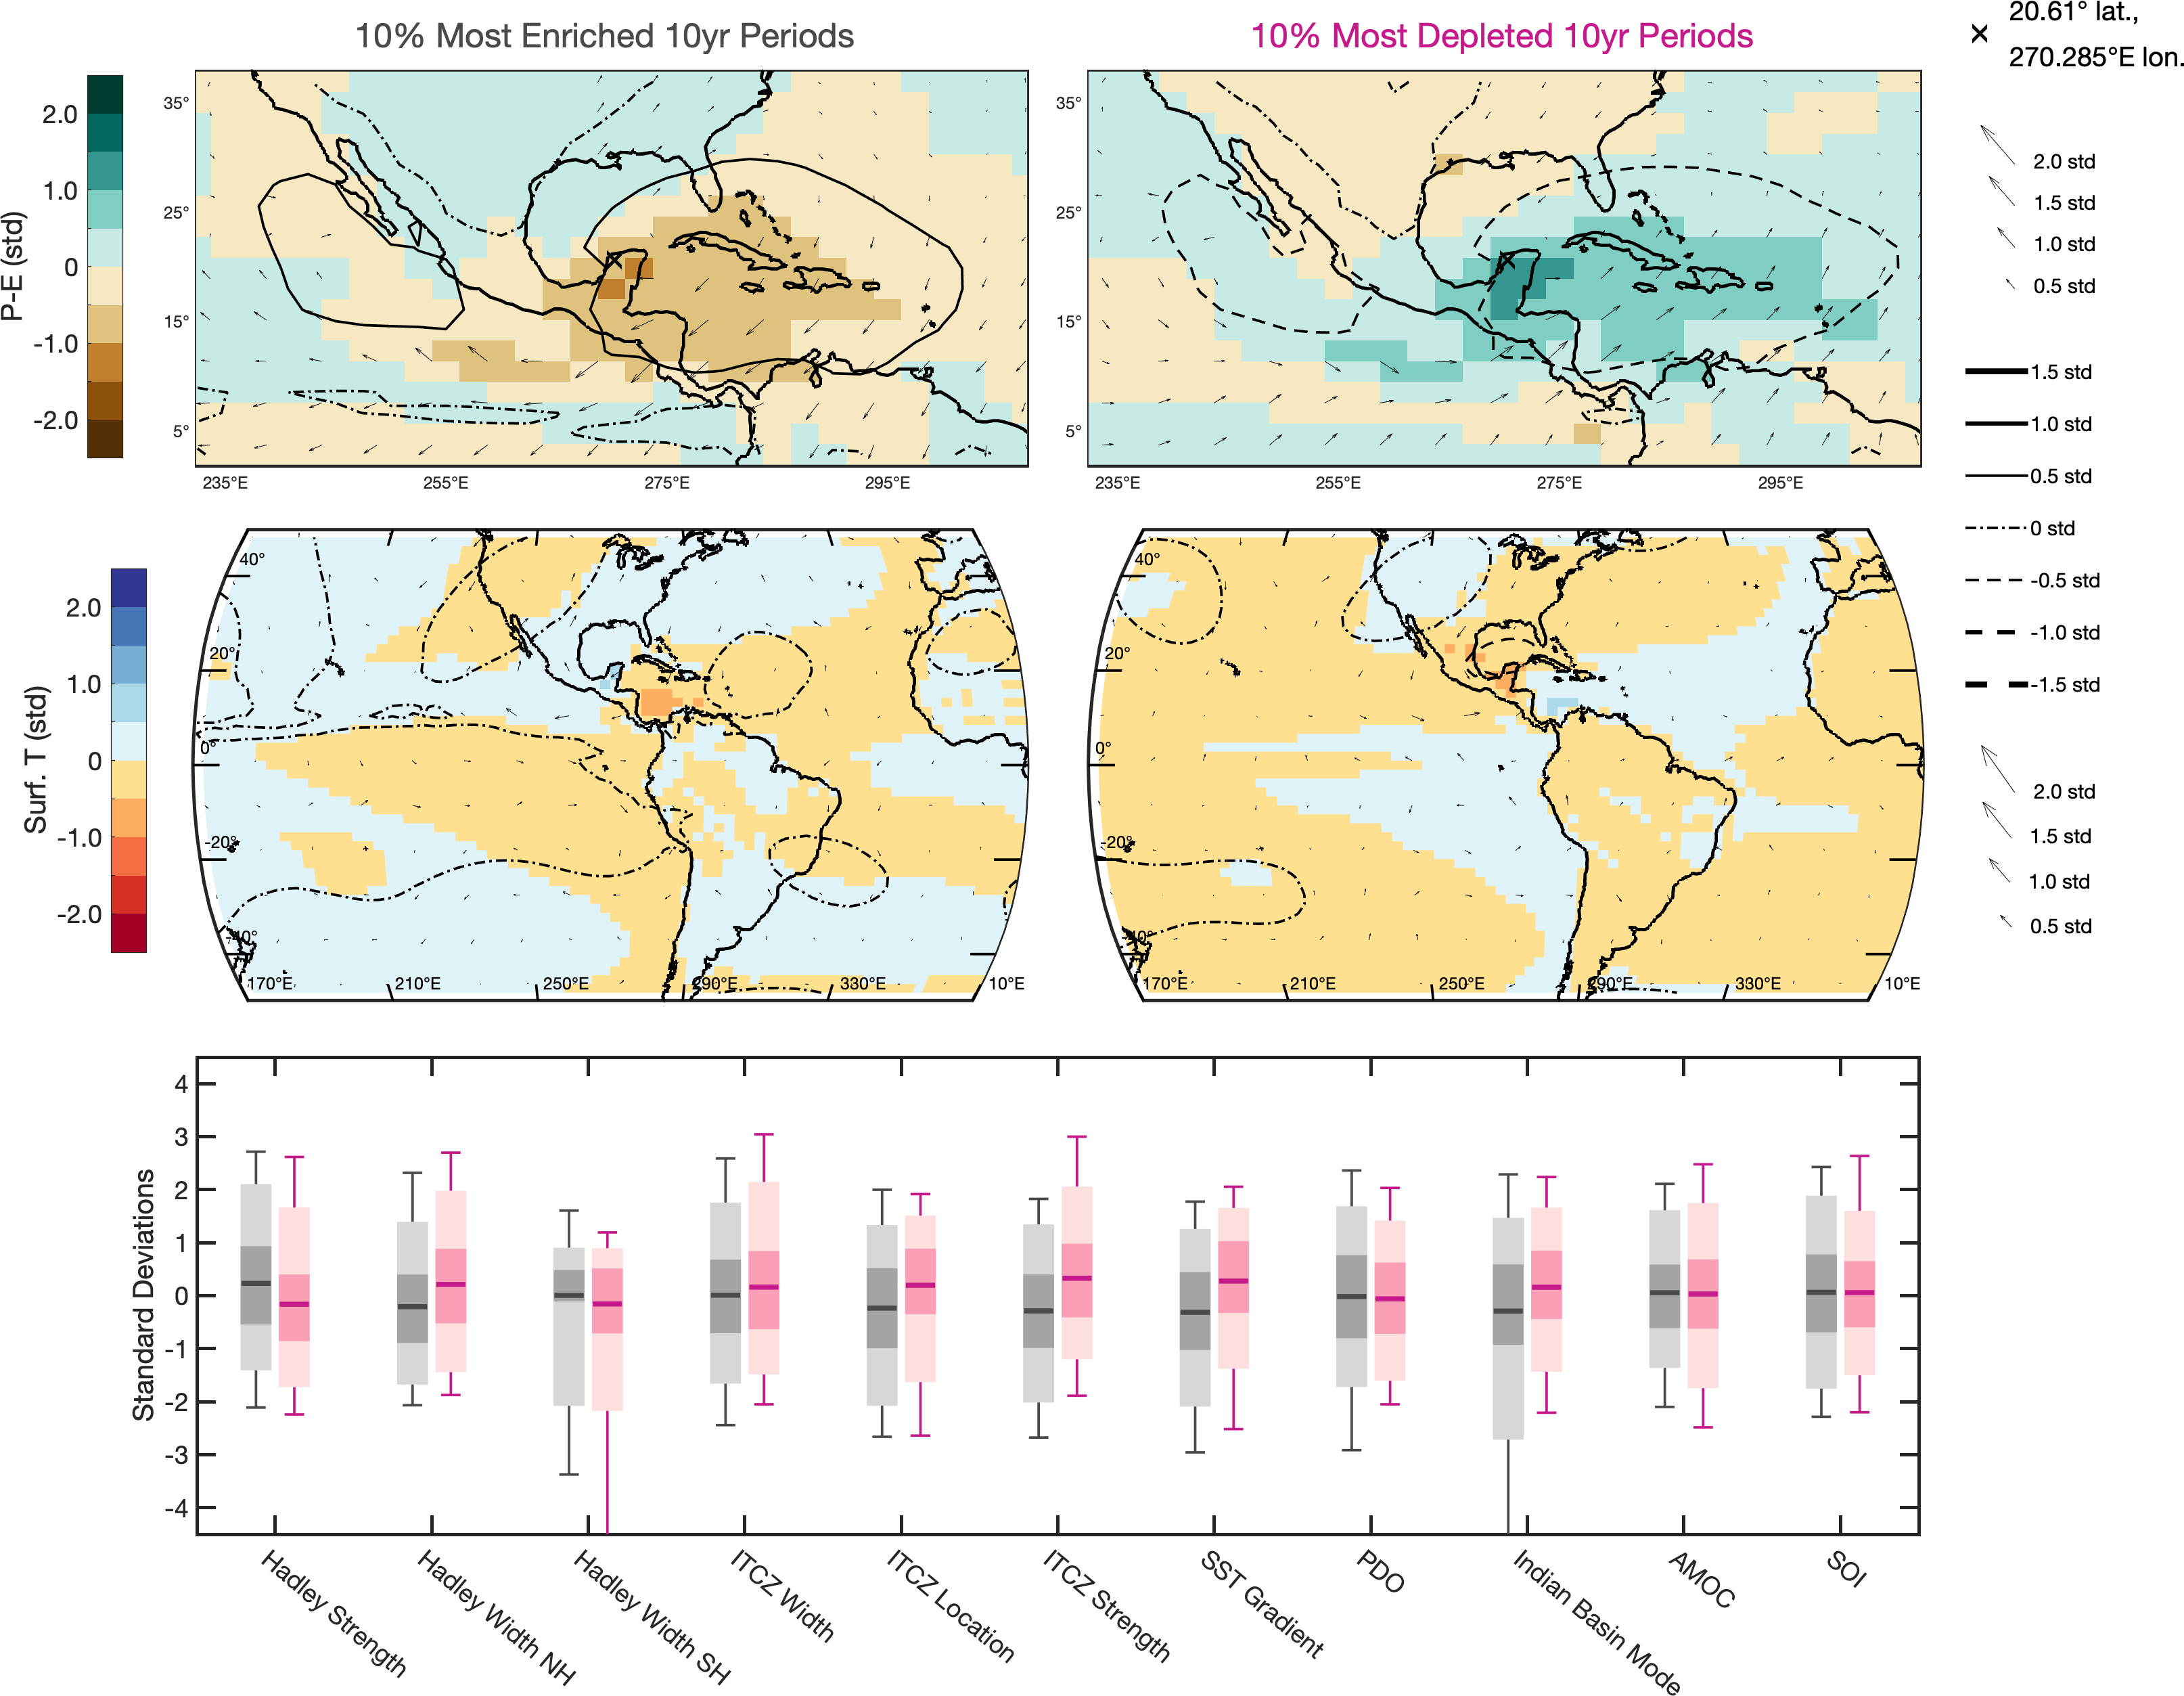 10% Most Enriched 10yr Periods
10% Most Depleted 10yr Periods
20.61° lat.,
270.285°E lon.
P-E (std)
2.0
1.0
0
-1.0
-2.0
35°
25°
15°
5°
235°E 255°E 275°E 295°E
35°
25°
15°
5°
235°E 255°E 275°E 295°E
2.0 std
1.5 std
1.0 std
0.5 std
1.5 std
1.0 std
0.5 std
0 std
-0.5 std
-1.0 std
-1.5 std
2.0 std
1.5 std
1.0 std
0.5 std
Surf. T (std)
2.0
1.0
0
-1.0
-2.0
40°
20°
0°
-20°
-40°
170°E 210°E 250°E 290°E 330°E 10°E
40°
20°
0°
-20°
-40°
170°E 210°E 250°E 290°E 330°E 10°E
Standard Deviations
4
3
2
1
0
-1
-2
-3
-4
Hadley Strength
Hadley Width NH
Hadley Width SH
ITCZ Width
ITCZ Location
ITCZ Strength
SST Gradient
PDO
Indian Basin Mode
AMOC
SOI